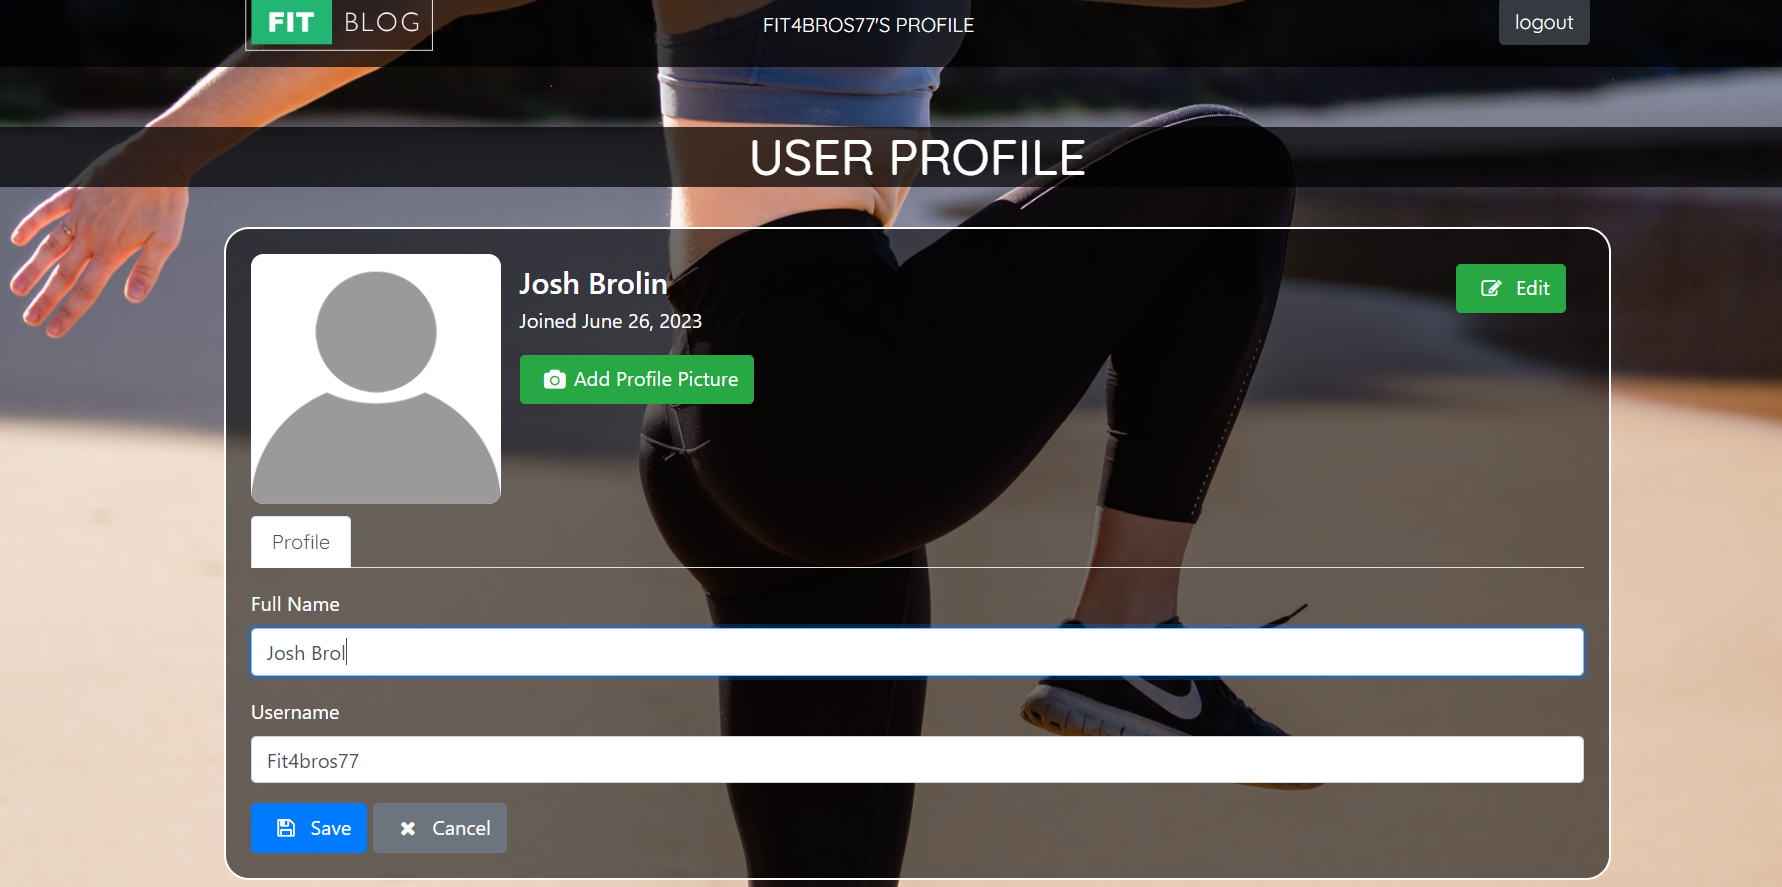 FIT BLOG
FIT4BROS77'S PROFILE
logout
USER PROFILE
Josh Brolin
Edit
Joined June 26, 2023
Add Profile Picture
Profile
Full Name
Josh Brol
Username
Fit4bros77
Save
Cancel